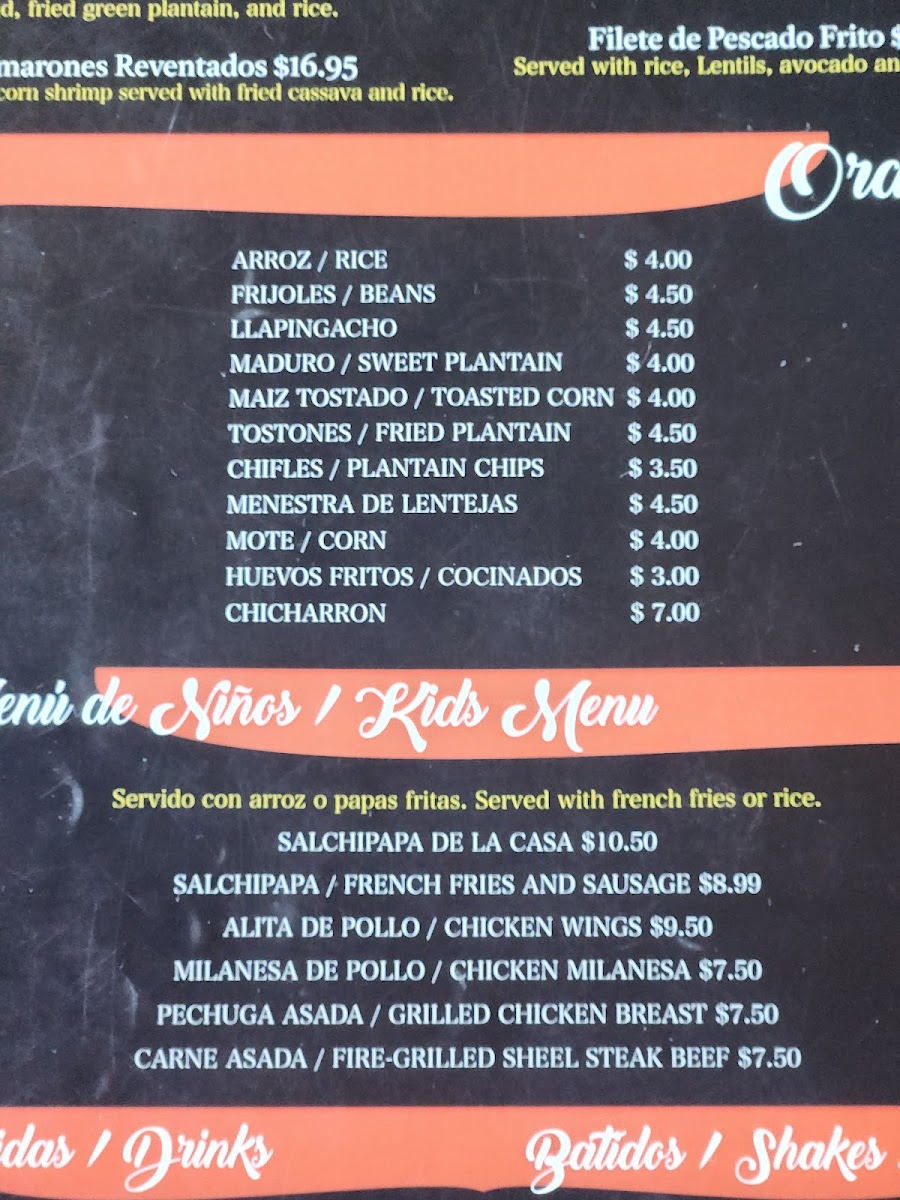 fried green plantain, and rice.
Filete de Pescado Frito $
Reventados $16.95
Served with rice, Lentils, avocado
corn shrimp served with fried cassava and rice.
ARROZ / RICE $ 4.00
FRIJOLES / BEANS $ 4.50
LLAPINGACHO $ 4.50
MADURO / SWEET PLANTAIN $ 4.00
MAIZ TOSTADO / TOASTED CORN $ 4.00
TOSTONES / FRIED PLANTAIN $ 4.50
CHIFLES / PLANTAIN CHIPS $ 3.50
MENESTRA DE LENTEJAS $ 4.50
MOTE / CORN $ 4.00
HUEVOS FRITOS / COCINADOS $ 3.00
CHICHARRON $ 7.00
de Niños / Kids Menu
Servido con arroz o papas fritas. Served with french fries or rice.
SALCHIPAPA DE LA CASA $10.50
SALCHIPAPA / FRENCH FRIES AND SAUSAGE $8.99
ALITA DE POLLO / CHICKEN WINGS $9.50
MILANESA DE POLLO / CHICKEN MILANESA $7.50
PECHUGA ASADA / GRILLED CHICKEN BREAST $7.50
CARNE ASADA / FIRE-GRILLED SHEEL STEAK BEEF $7.50
/ Drinks
Batidos / Shakes